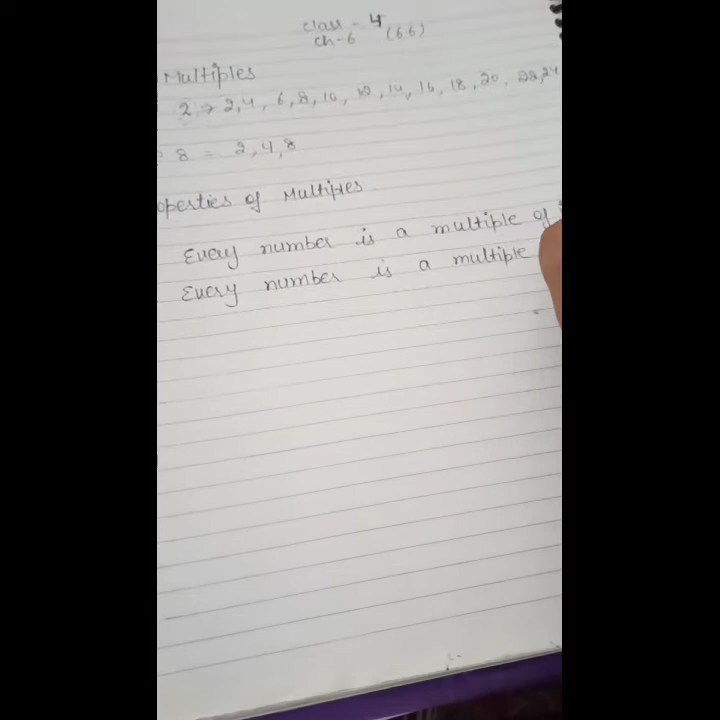 Class - 4
ch-6 (6.6)
Multiples
2 → 2, 4, 6, 8, 10, 12, 14, 16, 18, 20, 22, 24
8 = 2, 4, 8
operties of Multiples
Every number is a multiple of
Every number is a multiple